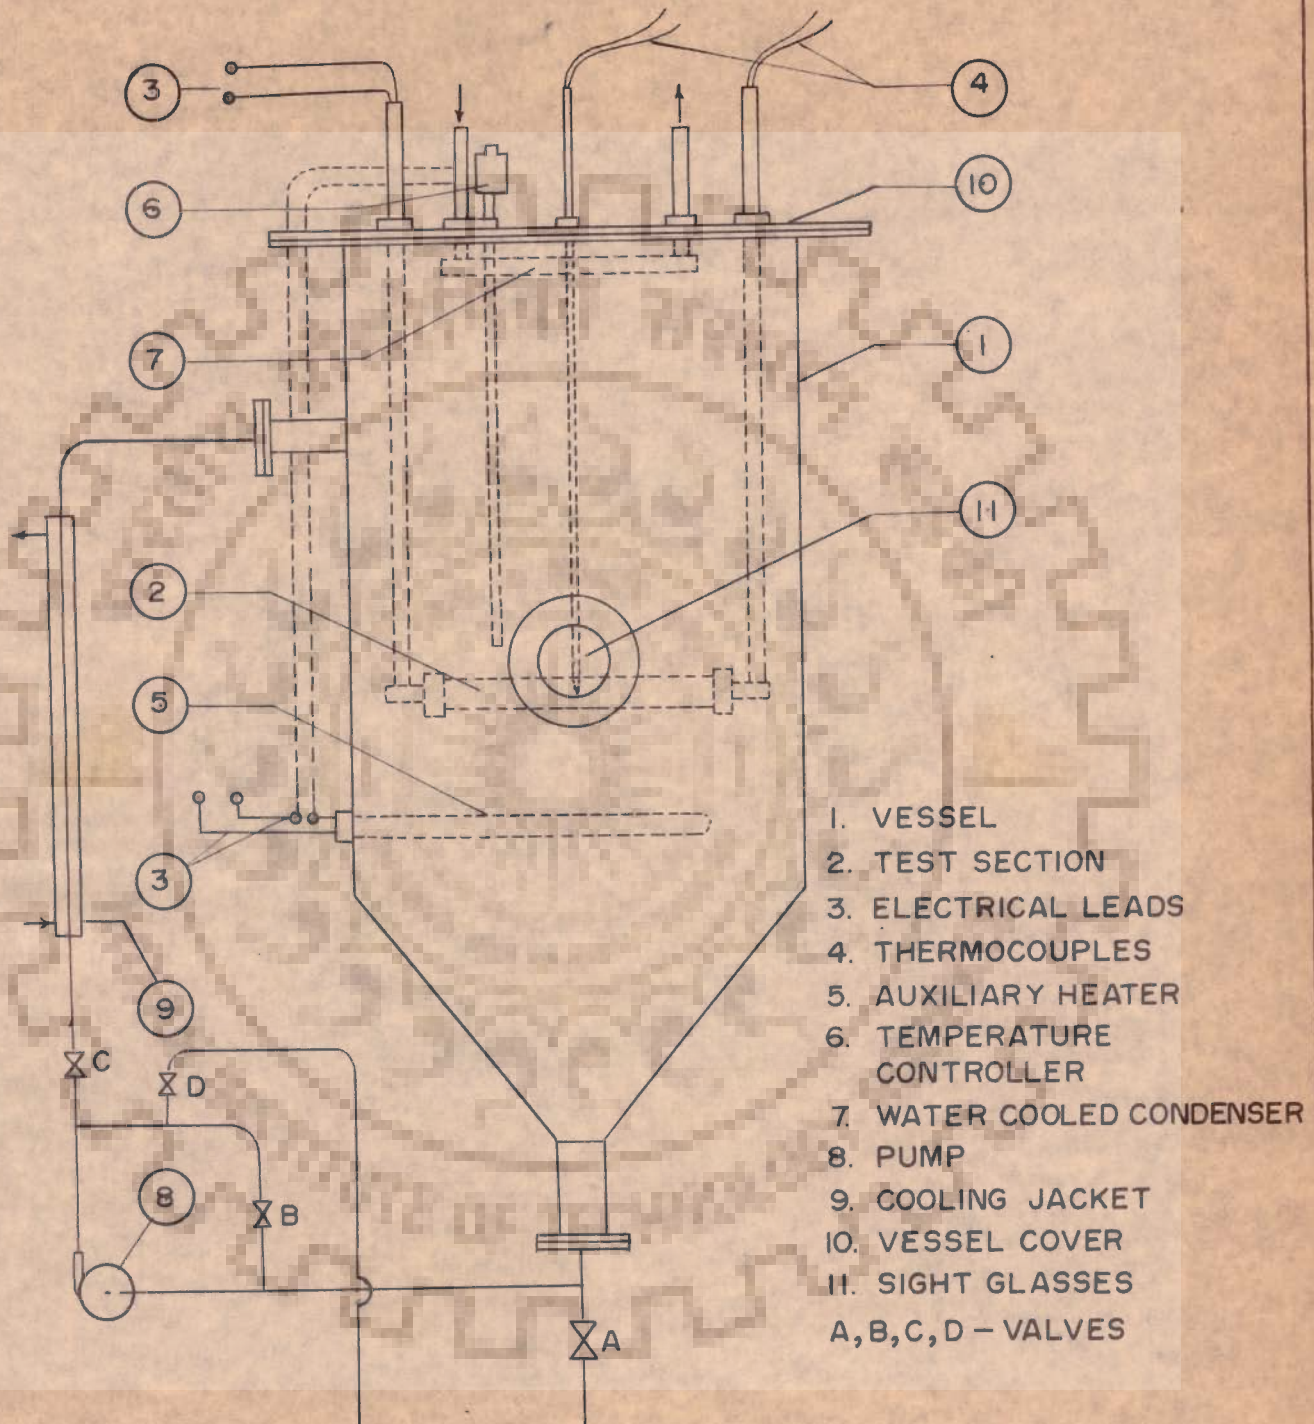 3
4
6
10
7
1
11
2
5
3
9
C
D
8
B
A
1. VESSEL
2. TEST SECTION
3. ELECTRICAL LEADS
4. THERMOCOUPLES
5. AUXILIARY HEATER
6. TEMPERATURE
CONTROLLER
7. WATER COOLED CONDENSER
8. PUMP
9. COOLING JACKET
10. VESSEL COVER
11. SIGHT GLASSES
A, B, C, D – VALVES